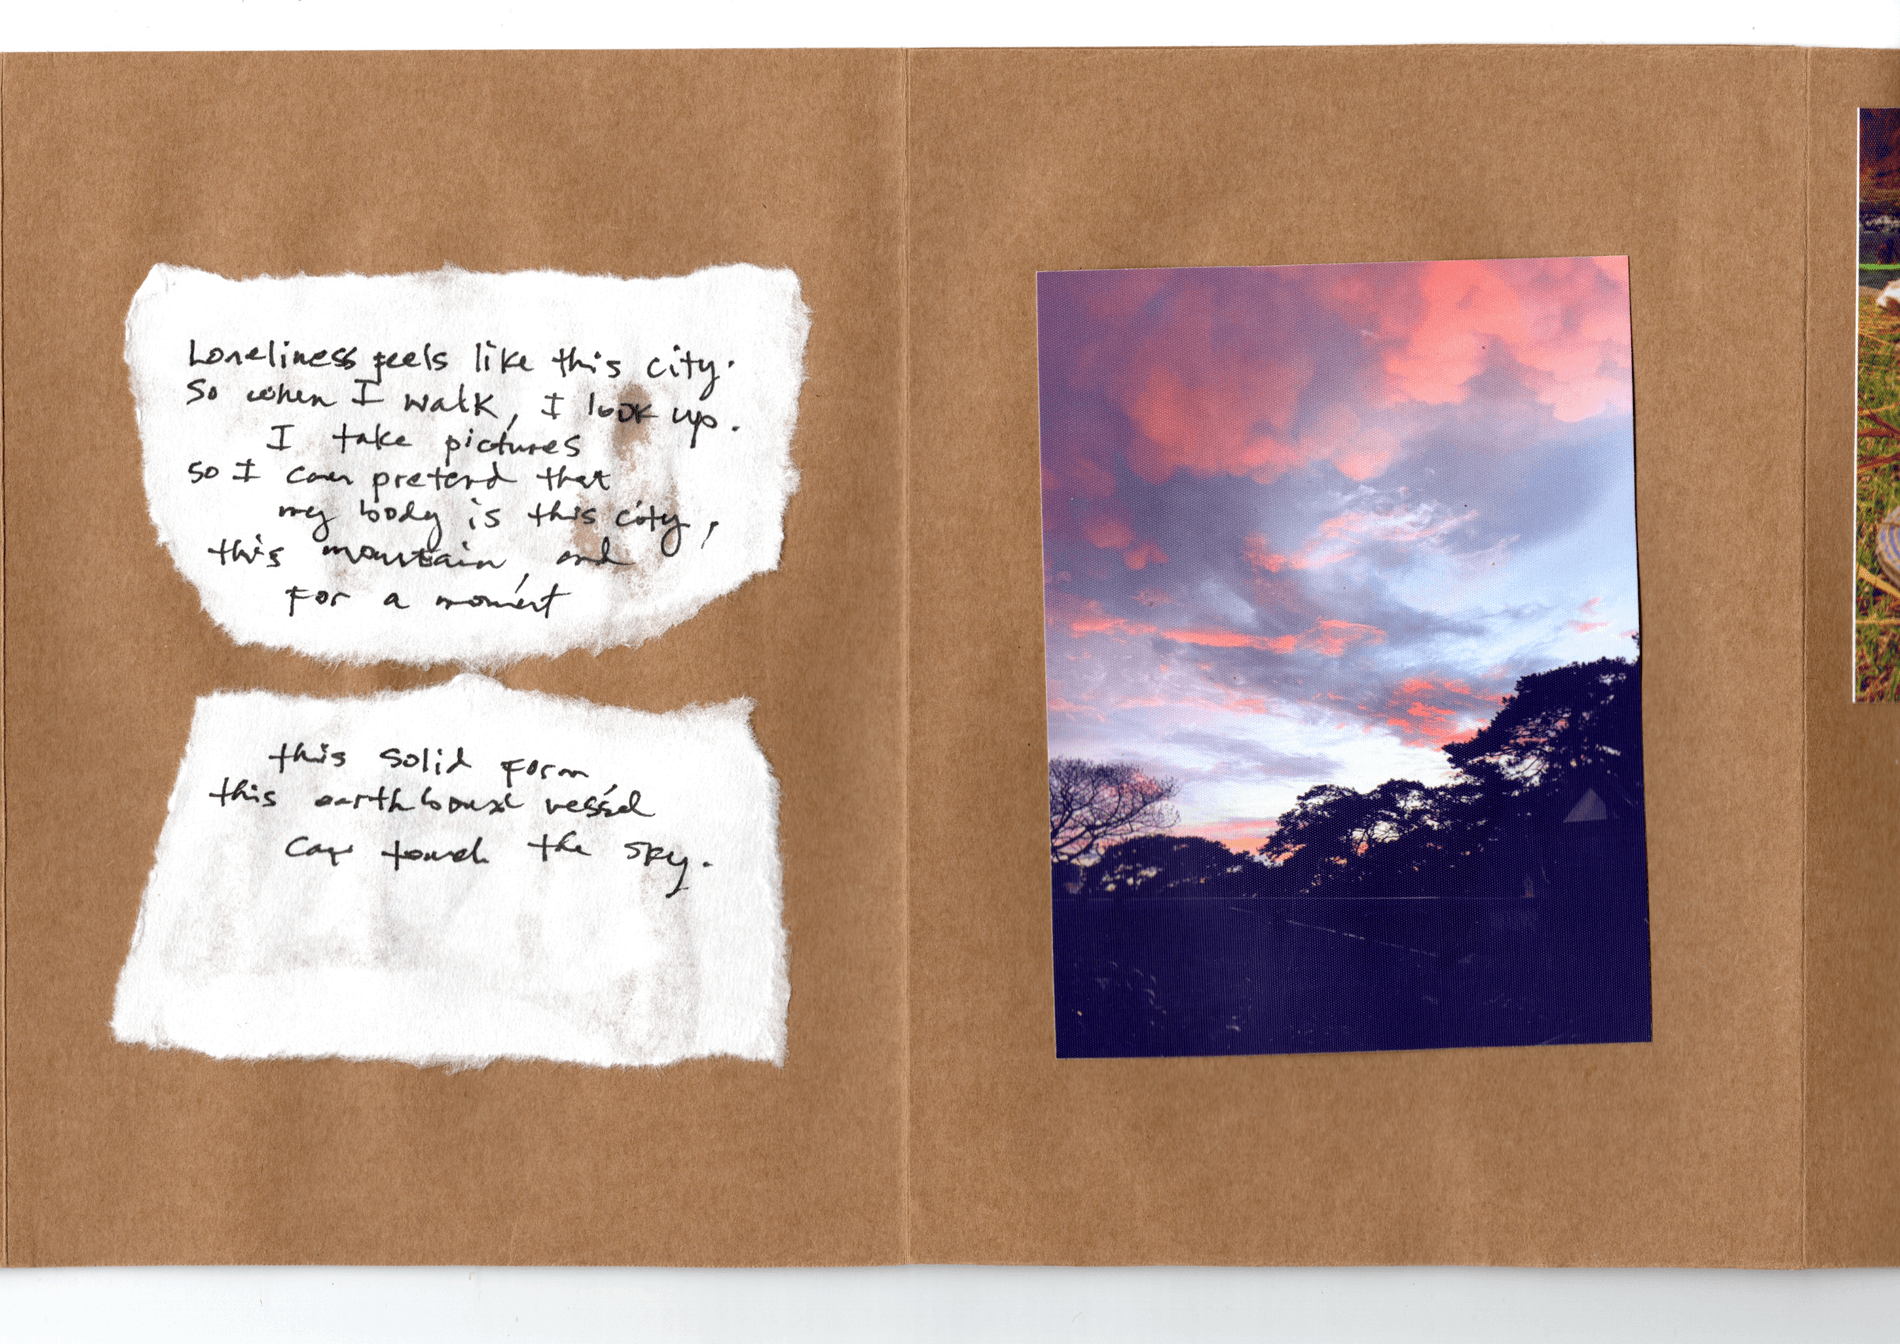 Loneliness feels like this city.
So when I walk, I look up.
I take pictures
so I can pretend that
my body is this city,
this mountain, and
for a moment
this solid form,
this earthbound vessel
can touch the sky.